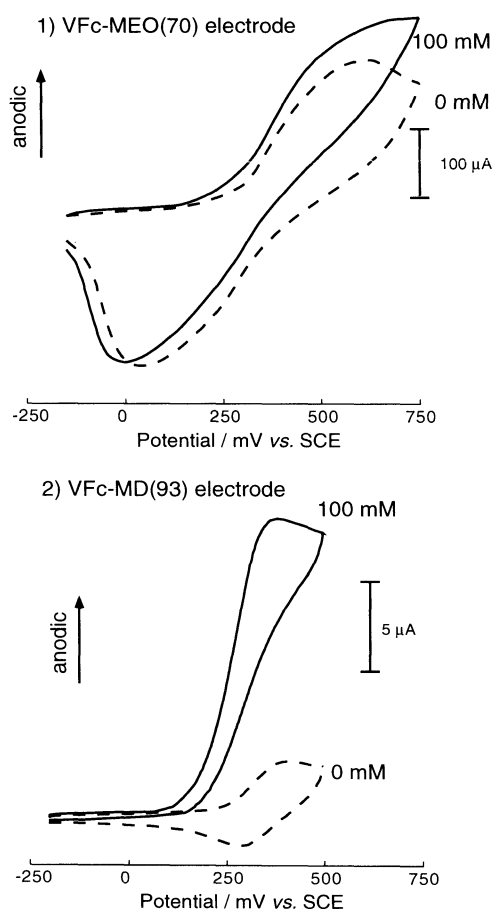 1) VFc-MEO(70) electrode
100 mM
0 mM
anodic
100 µA
-250 0 250 500 750
Potential / mV vs. SCE
2) VFc-MD(93) electrode
100 mM
anodic
5 µA
0 mM
-250 0 250 500 750
Potential / mV vs. SCE